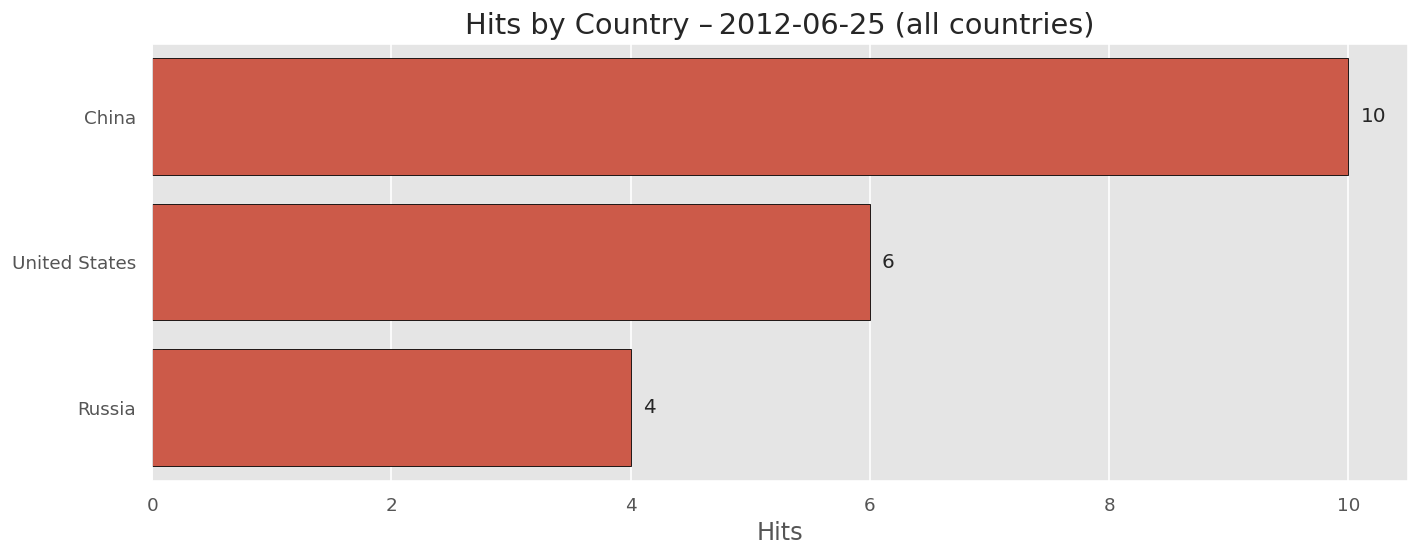 Hits by Country – 2012-06-25 (all countries)
China
10
United States
6
Russia
4
0 2 4 6 8 10
Hits